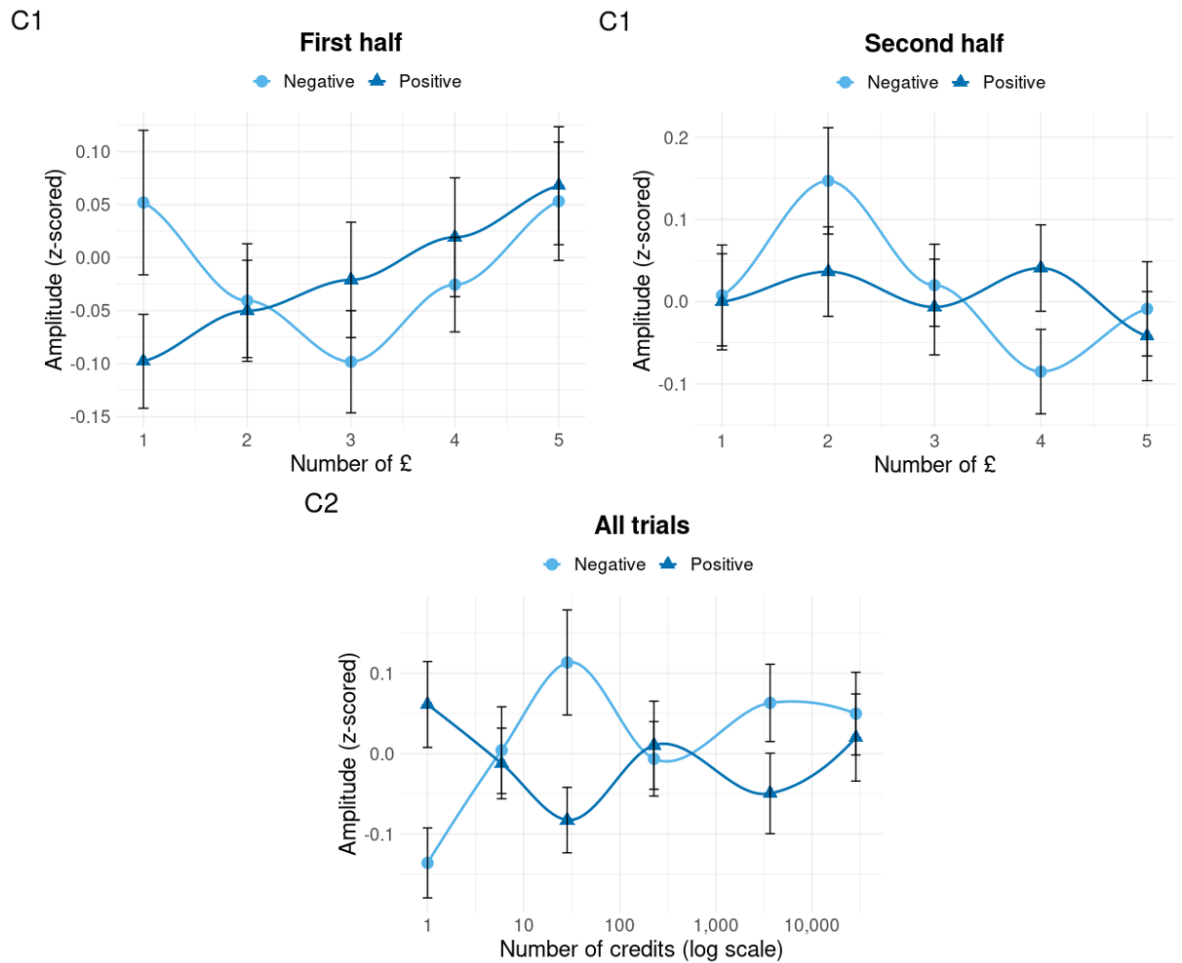 C1
First half
Negative Positive
Amplitude (z-scored)
0.10
0.05
0.00
-0.05
-0.10
-0.15
1 2 3 4 5
Number of £
C1
Second half
Negative Positive
Amplitude (z-scored)
0.2
0.1
0.0
-0.1
1 2 3 4 5
Number of £
C2
All trials
Negative Positive
Amplitude (z-scored)
0.1
0.0
-0.1
1 10 100 1,000 10,000
Number of credits (log scale)